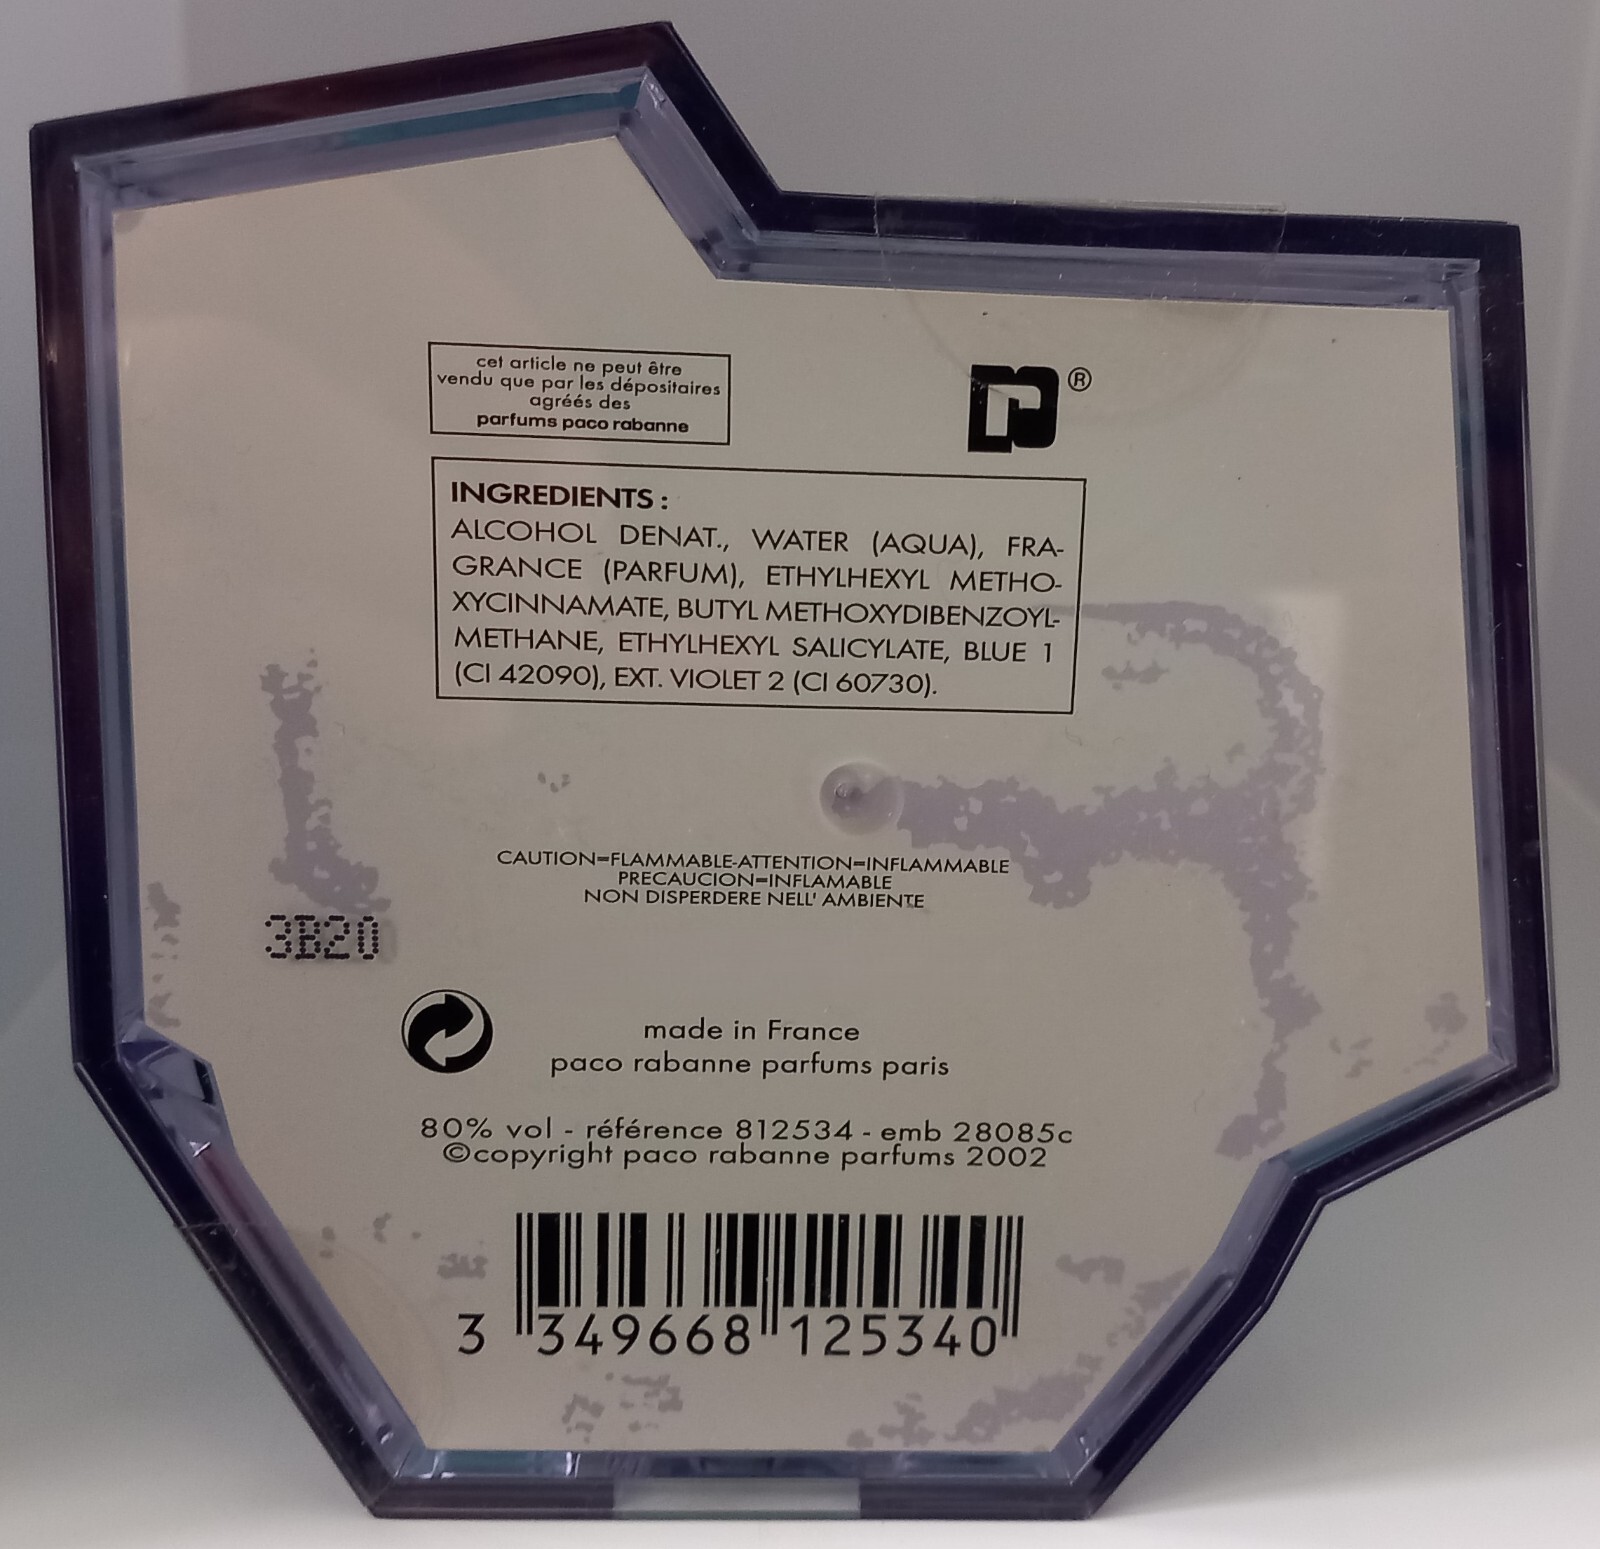 cet article ne peut être
vendu que par les dépositaires
agréés des
parfums paco rabanne
®
INGREDIENTS :
ALCOHOL DENAT., WATER (AQUA), FRA-
GRANCE (PARFUM), ETHYLHEXYL METHO-
XYCINNAMATE, BUTYL METHOXYDIBENZOYL-
METHANE, ETHYLHEXYL SALICYLATE, BLUE 1
(CI 42090), EXT. VIOLET 2 (CI 60730).
CAUTION=FLAMMABLE-ATTENTION=INFLAMMABLE
PRECAUCION=INFLAMABLE
NON DISPERDERE NELL' AMBIENTE
3B20
made in France
paco rabanne parfums paris
80% vol - référence 812534 - emb 28085c
©copyright paco rabanne parfums 2002
3 349668 125340